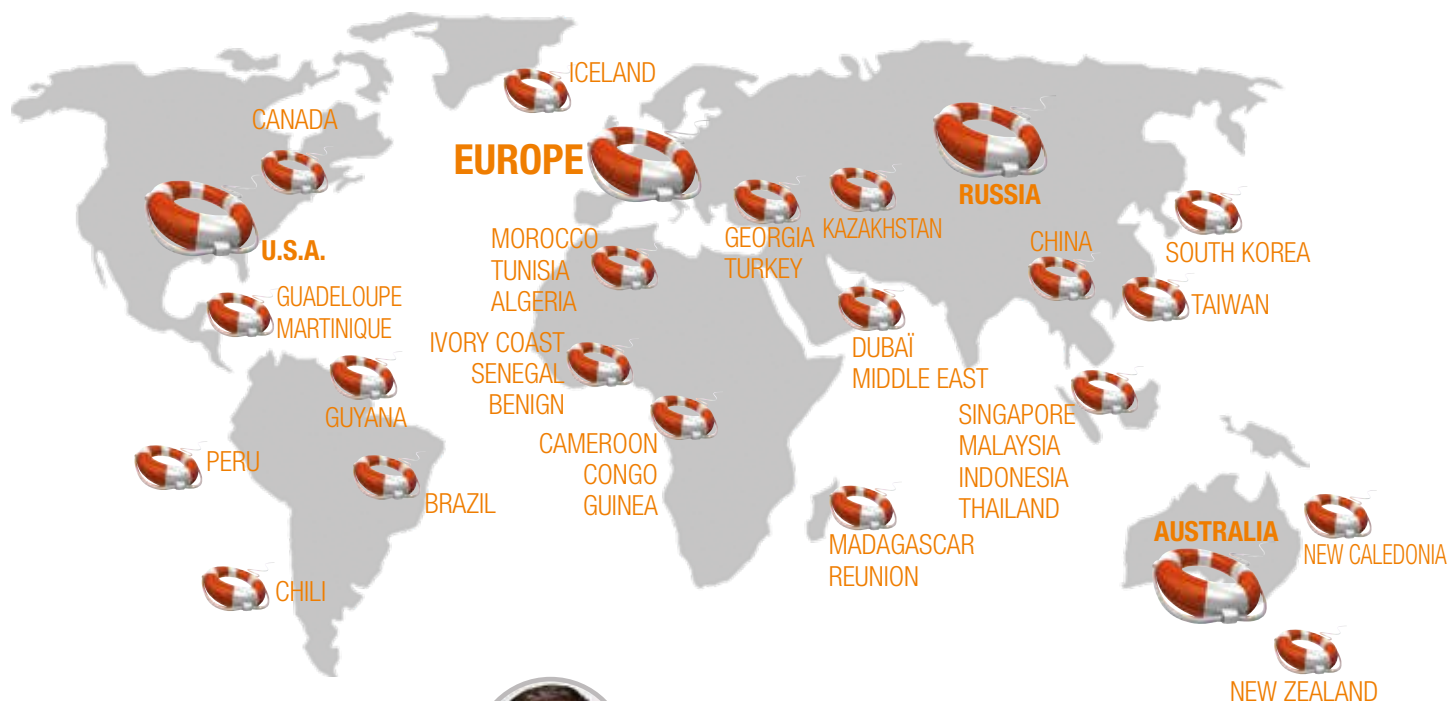 ICELAND
CANADA
EUROPE
RUSSIA
U.S.A.
MOROCCO
TUNISIA
ALGERIA
GEORGIA
TURKEY
KAZAKHSTAN
CHINA
SOUTH KOREA
TAIWAN
GUADELOUPE
MARTINIQUE
IVORY COAST
SENEGAL
BENIGN
DUBAÏ
MIDDLE EAST
GUYANA
CAMEROON
CONGO
GUINEA
SINGAPORE
MALAYSIA
INDONESIA
THAILAND
PERU
BRAZIL
MADAGASCAR
REUNION
AUSTRALIA
NEW CALEDONIA
CHILI
NEW ZEALAND